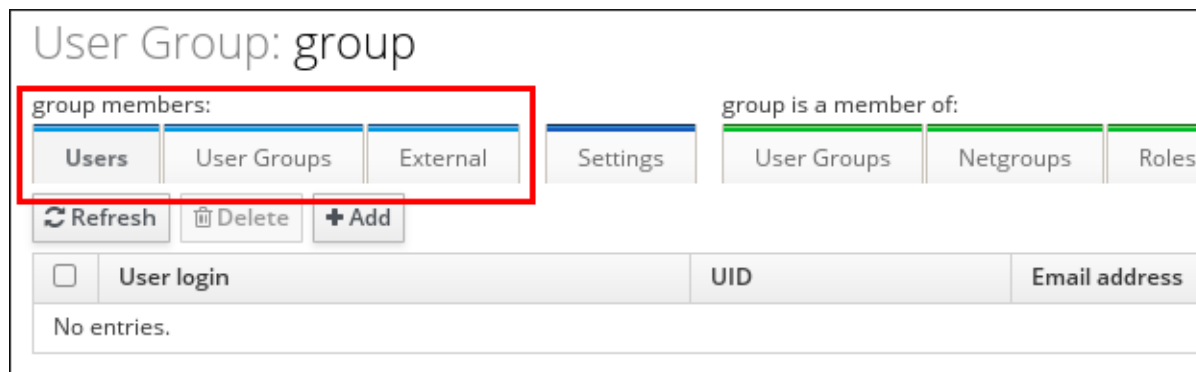 User Group: group
group members: group is a member of:
Users User Groups External Settings User Groups Netgroups Roles
Refresh Delete Add
User login UID Email address
No entries.